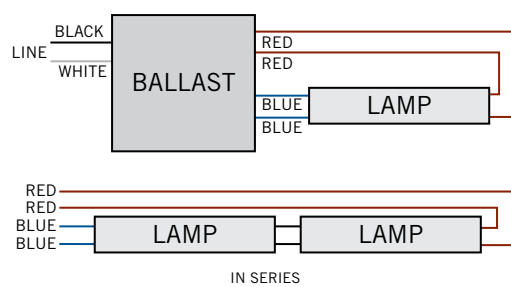 BLACK
LINE
WHITE
BALLAST
RED
RED
BLUE
BLUE
LAMP
RED
RED
BLUE
BLUE
LAMP
LAMP
IN SERIES